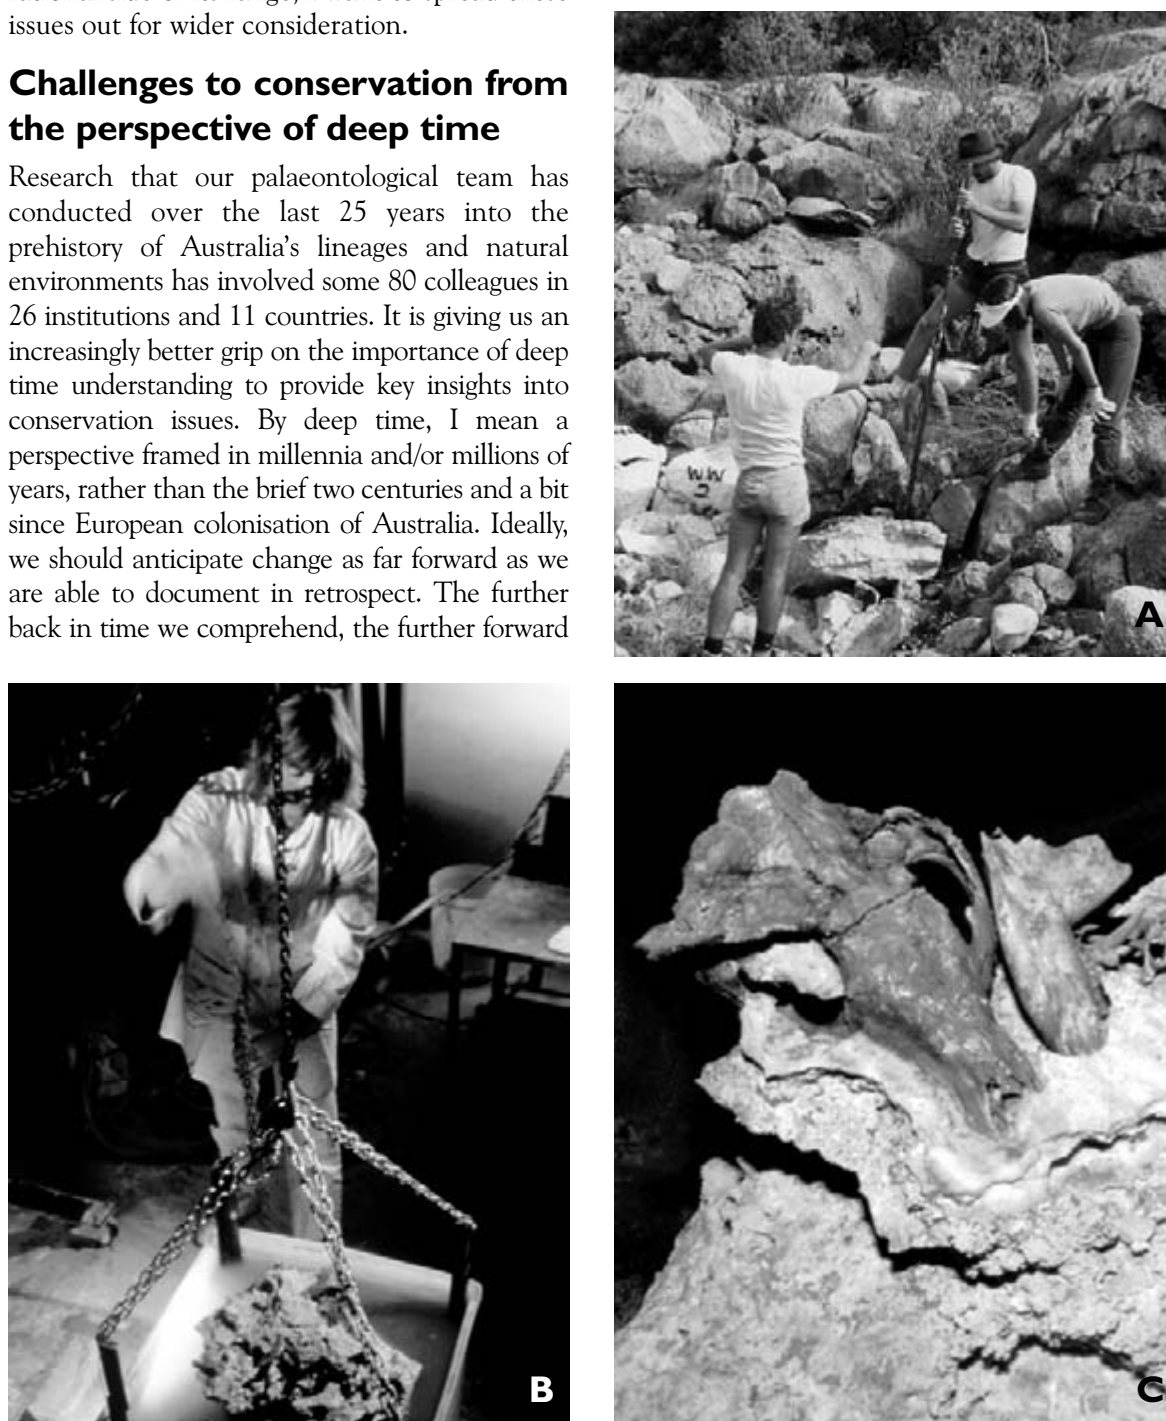 issues out for wider consideration.
Challenges to conservation from
the perspective of deep time
Research that our palaeontological team has
conducted over the last 25 years into the
prehistory of Australia’s lineages and natural
environments has involved some 80 colleagues in
26 institutions and 11 countries. It is giving us an
increasingly better grip on the importance of deep
time understanding to provide key insights into
conservation issues. By deep time, I mean a
perspective framed in millennia and/or millions of
years, rather than the brief two centuries and a bit
since European colonisation of Australia. Ideally,
we should anticipate change as far forward as we
are able to document in retrospect. The further
back in time we comprehend, the further forward
WW
2
A
B
C